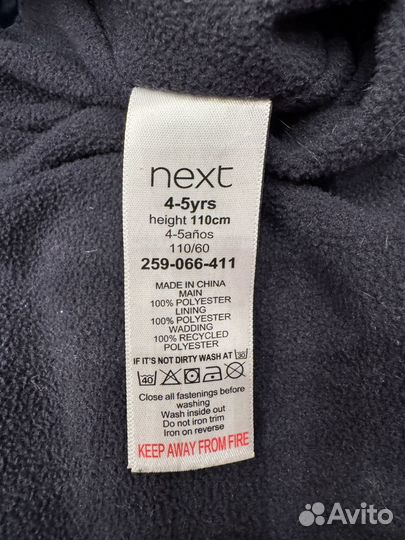 next
4-5yrs
height 110cm
4-5años
110/60
259-066-411
MADE IN CHINA
MAIN
100% POLYESTER
LINING
100% POLYESTER
WADDING
100% RECYCLED
POLYESTER
IF IT'S NOT DIRTY WASH AT 30
40
Close all fastenings before
washing
Wash inside out
Do not iron trim
Iron on reverse
KEEP AWAY FROM FIRE
Avito